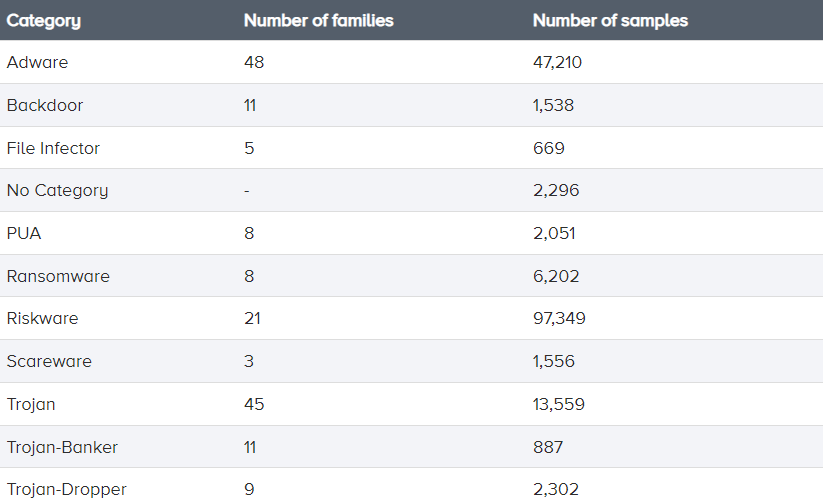 Category Number of families Number of samples
Adware 48 47,210
Backdoor 11 1,538
File Infector 5 669
No Category - 2,296
PUA 8 2,051
Ransomware 8 6,202
Riskware 21 97,349
Scareware 3 1,556
Trojan 45 13,559
Trojan-Banker 11 887
Trojan-Dropper 9 2,302